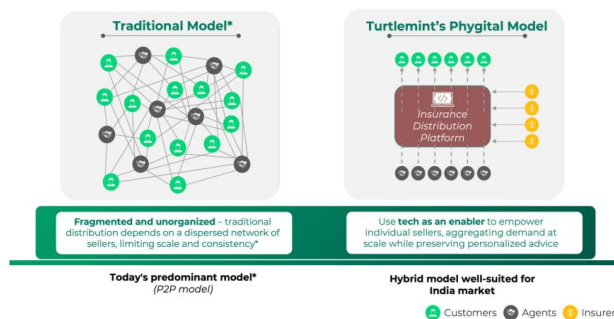 Traditional Model*
Turtlemint's Phygital Model
Insurance
Distribution
Platform
Fragmented and unorganized – traditional
distribution depends on a dispersed network of
sellers, limiting scale and consistency*
Use tech as an enabler to empower
individual sellers, aggregating demand at
scale while preserving personalized advice
Today's predominant model*
(P2P model)
Hybrid model well-suited for
India market
Customers Agents Insure